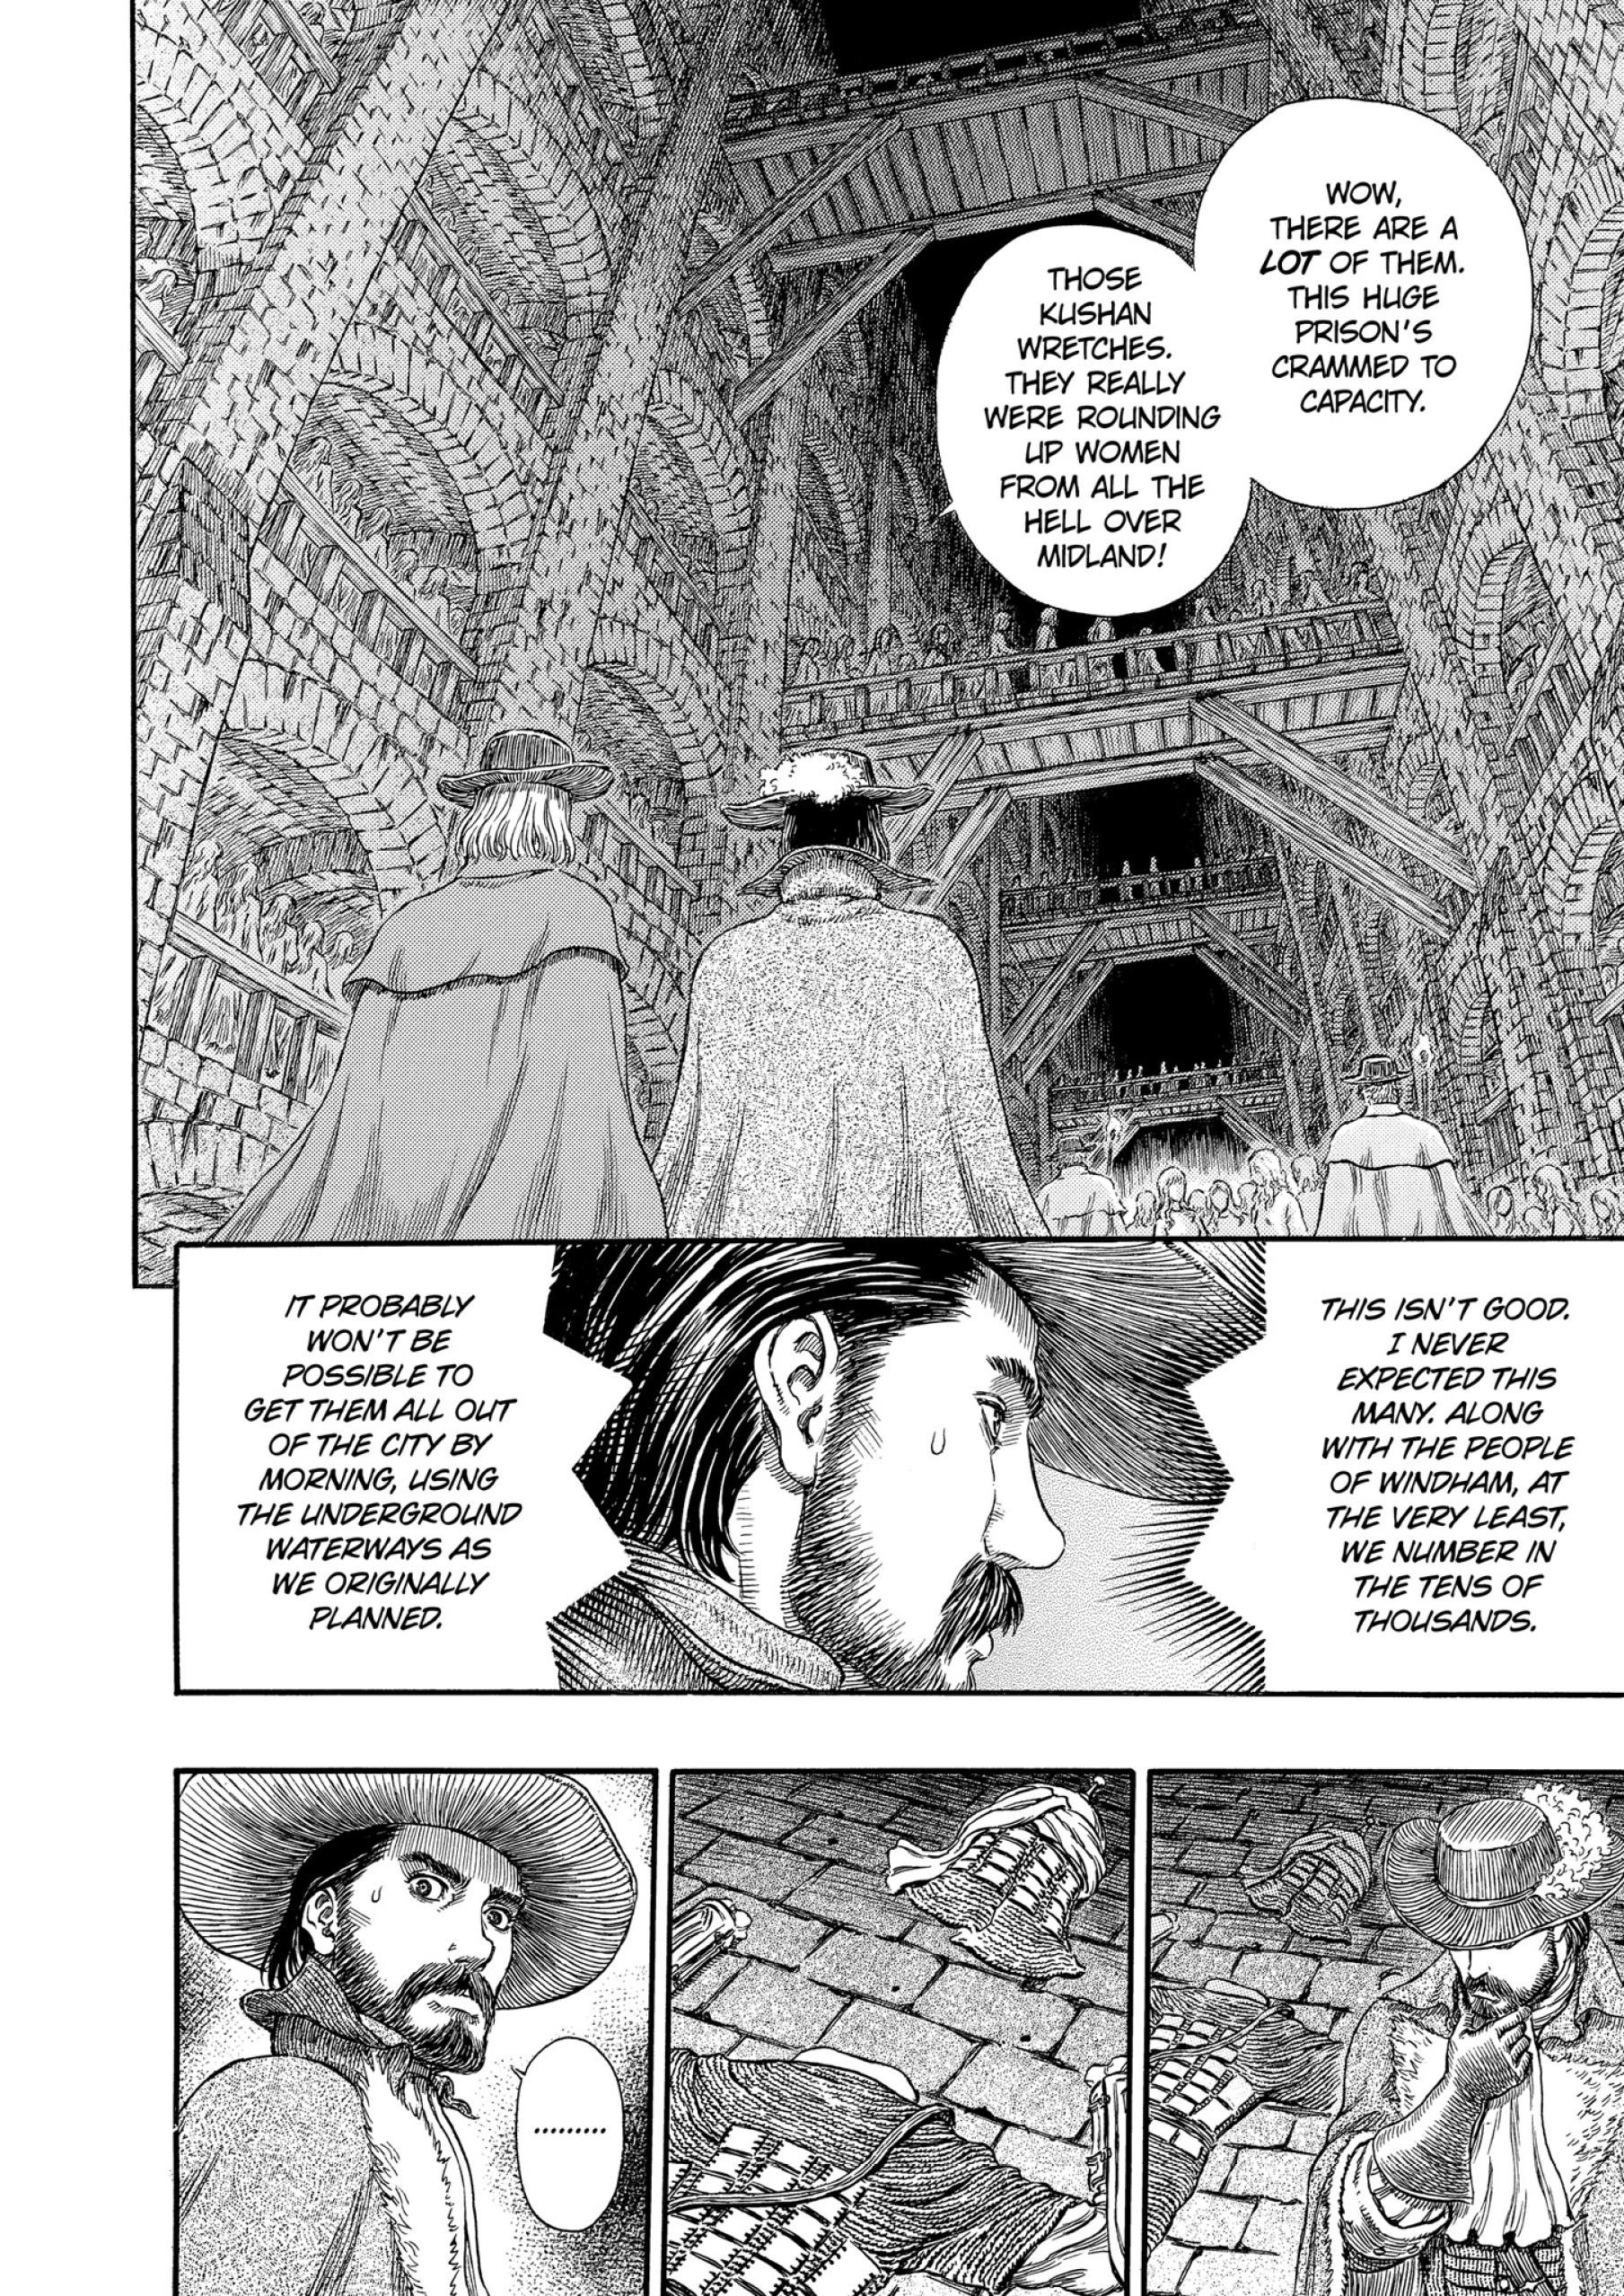 WOW,
THERE ARE A
LOT OF THEM.
THIS HUGE
PRISON'S
CRAMMED TO
CAPACITY.
THOSE
KUSHAN
WRETCHES.
THEY REALLY
WERE ROUNDING
UP WOMEN
FROM ALL THE
HELL OVER
MIDLAND!
THIS ISN'T GOOD.
I NEVER
EXPECTED THIS
MANY. ALONG
WITH THE PEOPLE
OF WINDHAM, AT
THE VERY LEAST,
WE NUMBER IN
THE TENS OF
THOUSANDS.
IT PROBABLY
WON'T BE
POSSIBLE TO
GET THEM ALL OUT
OF THE CITY BY
MORNING, USING
THE UNDERGROUND
WATERWAYS AS
WE ORIGINALLY
PLANNED.
.........